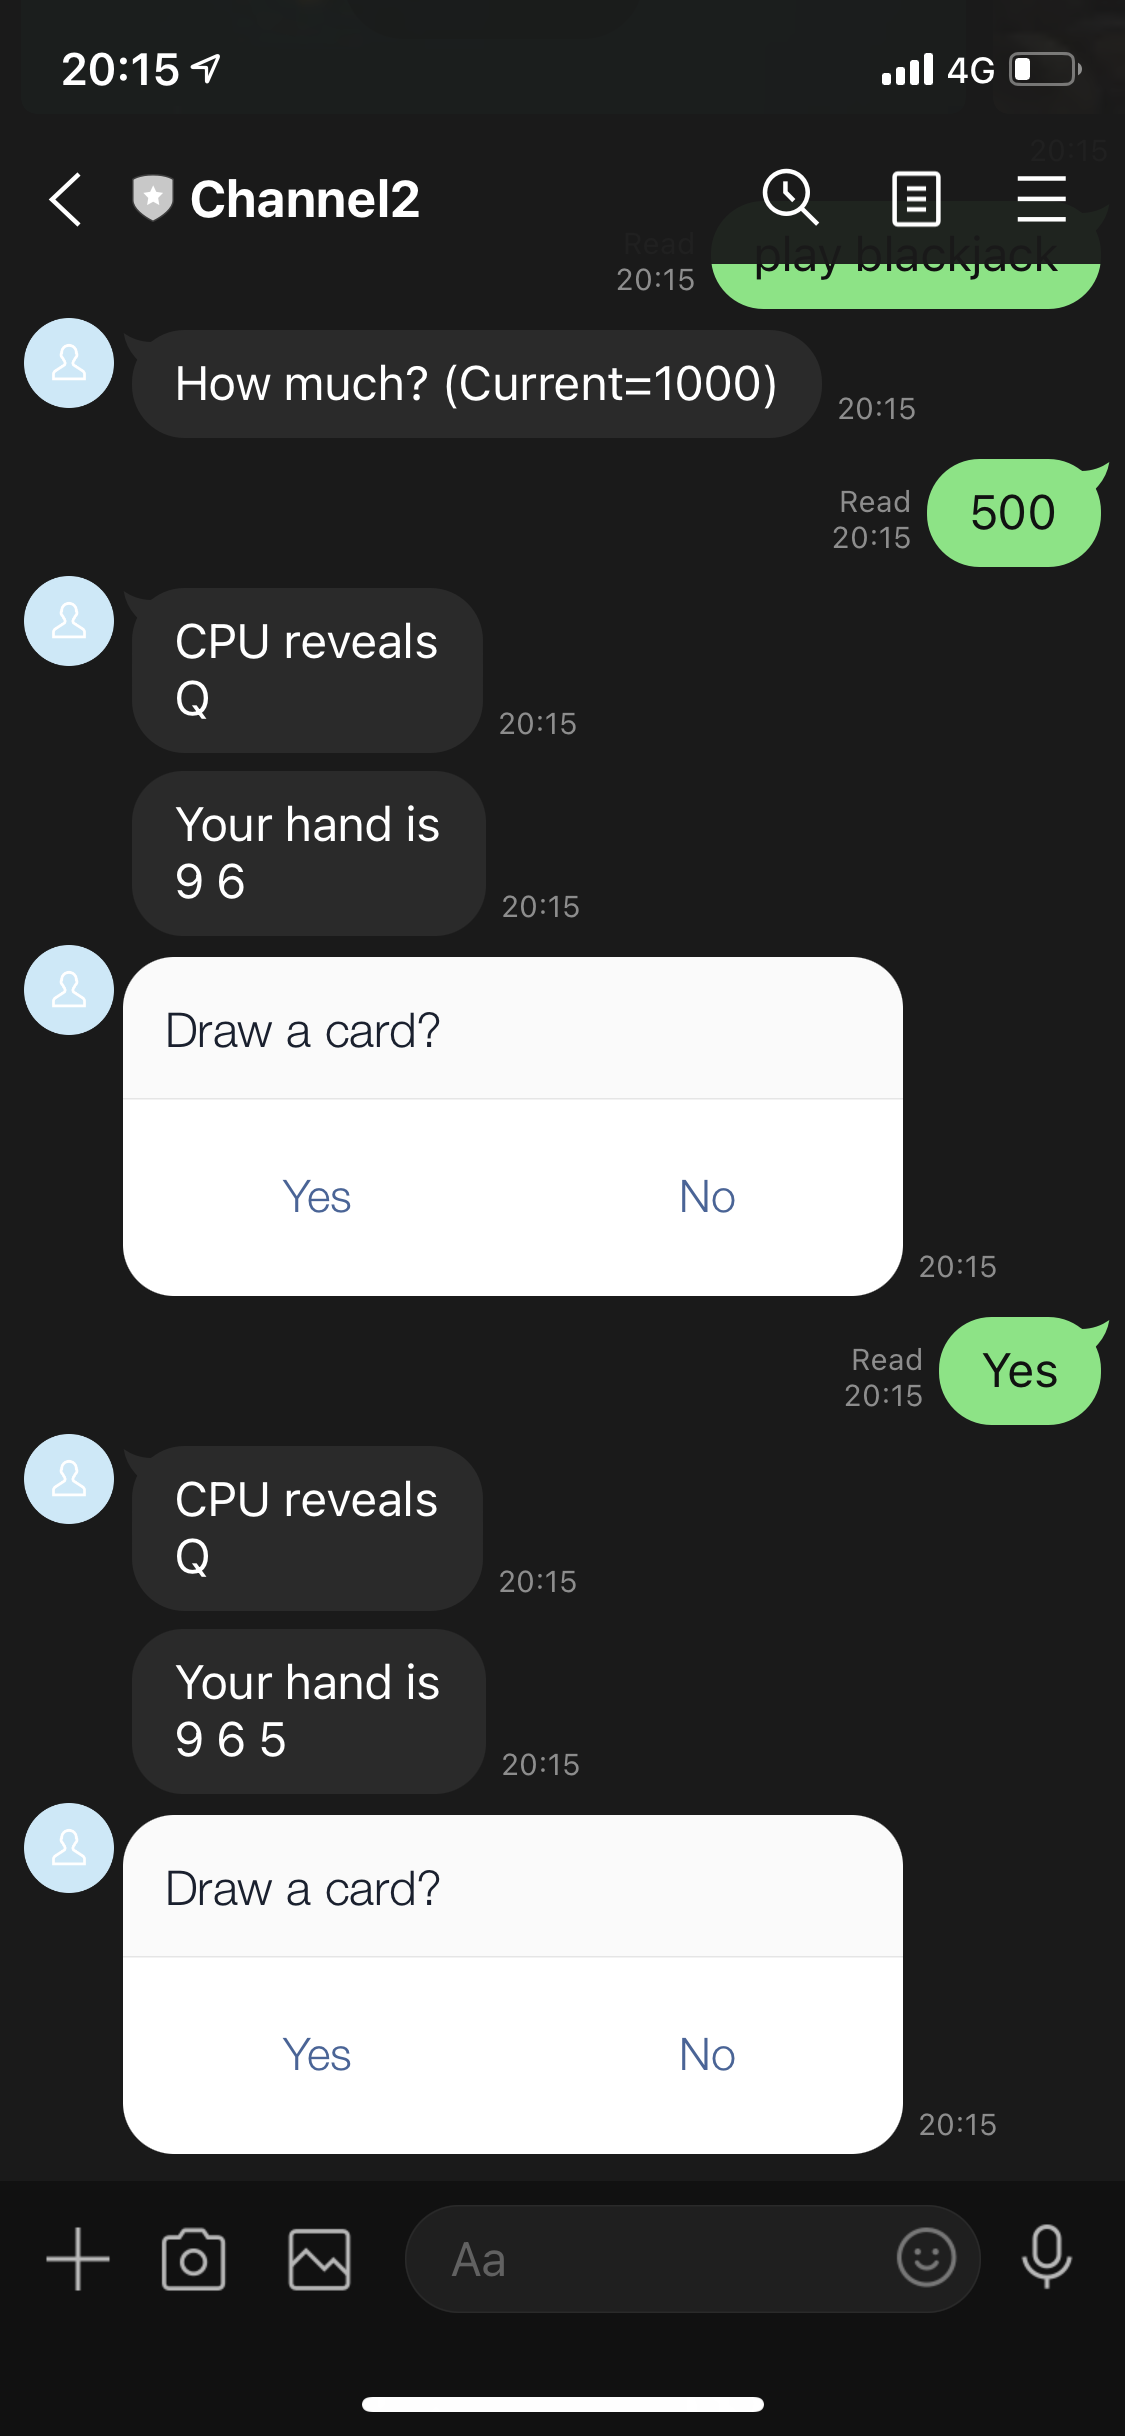 20:15
4G
20:15
Channel2
Read
20:15
play blackjack
How much? (Current=1000)
20:15
Read
20:15
500
CPU reveals
Q
20:15
Your hand is
9 6
20:15
Draw a card?
Yes
No
20:15
Read
20:15
Yes
CPU reveals
Q
20:15
Your hand is
9 6 5
20:15
Draw a card?
Yes
No
20:15
Aa